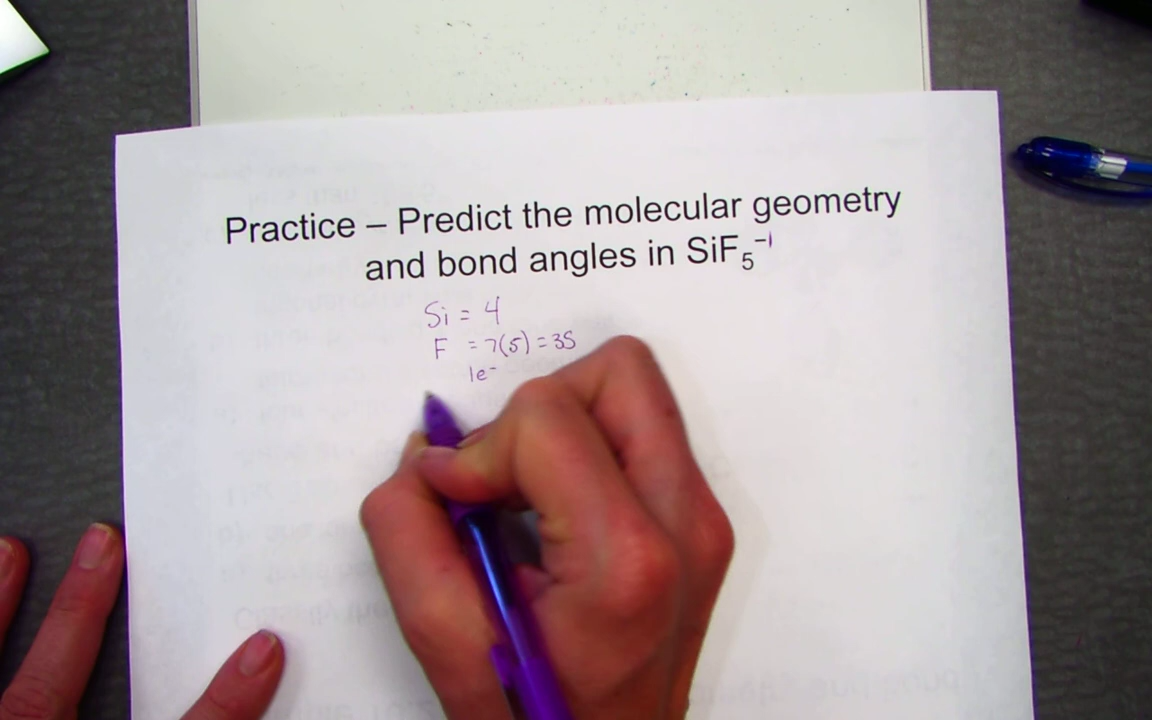 Practice – Predict the molecular geometry
and bond angles in SiF₅⁻¹
Si = 4
F = 7(5) = 35
1e⁻